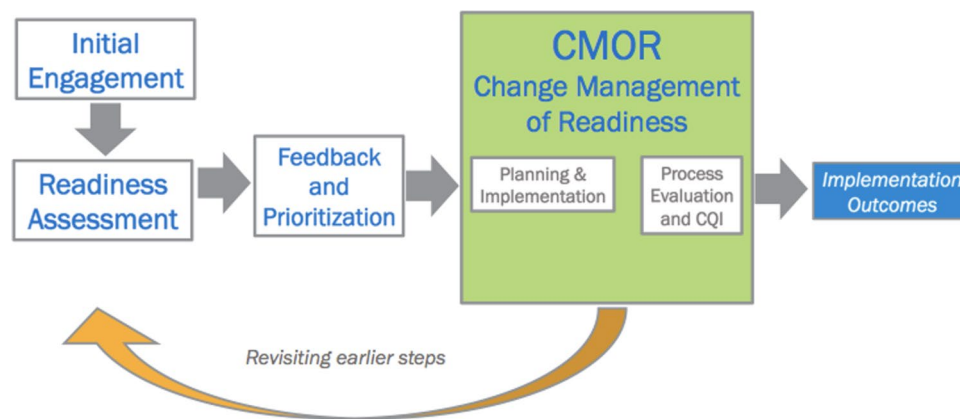 Initial
Engagement
Readiness
Assessment
Feedback
and
Prioritization
CMOR
Change Management
of Readiness
Planning &
Implementation
Process
Evaluation
and CQI
Implementation
Outcomes
Revisiting earlier steps